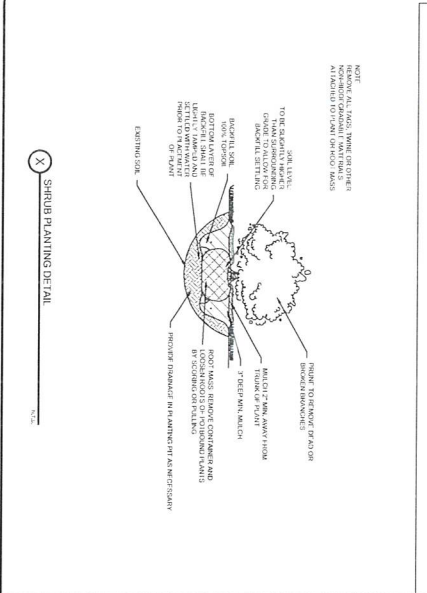 NOTE
REMOVE ALL TAGS, TWINE OR OTHER
NON-BIODEGRADABLE MATERIALS
ATTACHED TO PLANT OR ROOT MASS
PRUNE TO REMOVE DEAD OR
BROKEN BRANCHES
SOIL LEVEL
TO BE SLIGHTLY HIGHER
THAN SURROUNDING
GRADE TO ALLOW FOR
BACKFILL SETTLING
MULCH 2" MIN. AWAY FROM
TRUNK OF PLANT
3" DEEP MIN. MULCH
BACKFILL SOIL
100% TOPSOIL
BOTTOM LAYER OF
BACKFILL SHALL BE
LIGHTLY TAMPED AND
SETTLED WITH WATER
PRIOR TO PLACEMENT
OF PLANT
ROOT MASS: REMOVE CONTAINER AND
LOOSEN ROOTS OF POTBOUND PLANTS
BY SCORING OR PULLING
EXISTING SOIL
PROVIDE DRAINAGE IN PLANTING PIT AS NECESSARY
X
SHRUB PLANTING DETAIL
N.T.S.